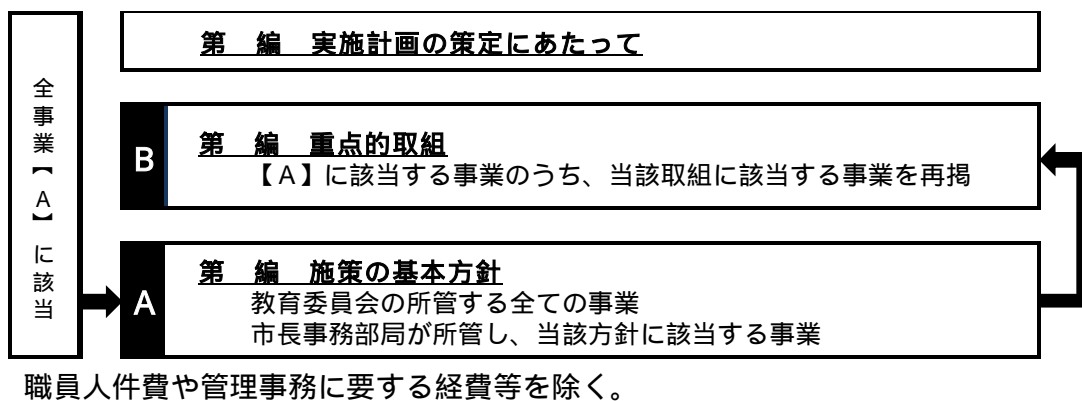 全事業【A】に該当
第　編　実施計画の策定にあたって
B
第　編　重点的取組
【A】に該当する事業のうち、当該取組に該当する事業を再掲
A
第　編　施策の基本方針
教育委員会の所管する全ての事業
市長事務部局が所管し、当該方針に該当する事業
職員人件費や管理事務に要する経費等を除く。